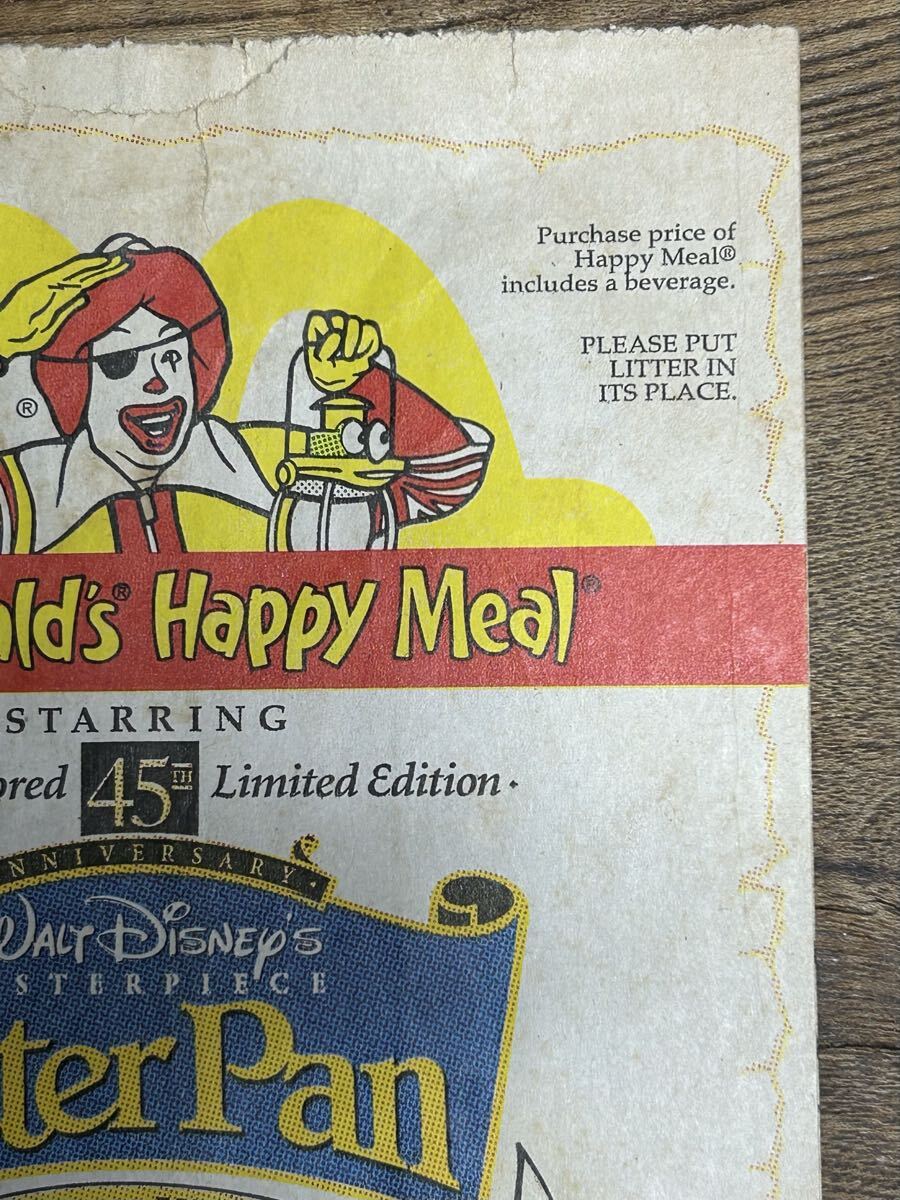 Purchase price of
Happy Meal®
includes a beverage.
PLEASE PUT
LITTER IN
ITS PLACE.
®
ald's® Happy Meal®
STARRING
ored 45TH Limited Edition ·
NNIVERSARY ·
WALT DISNEY'S
STERPIECE
ter Pan